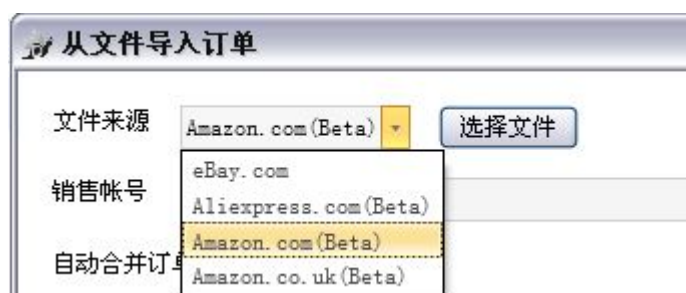 从文件导入订单
文件来源 Amazon.com(Beta) 选择文件
eBay.com
销售帐号
Aliexpress.com(Beta)
Amazon.com(Beta)
自动合并订单
Amazon.co.uk(Beta)